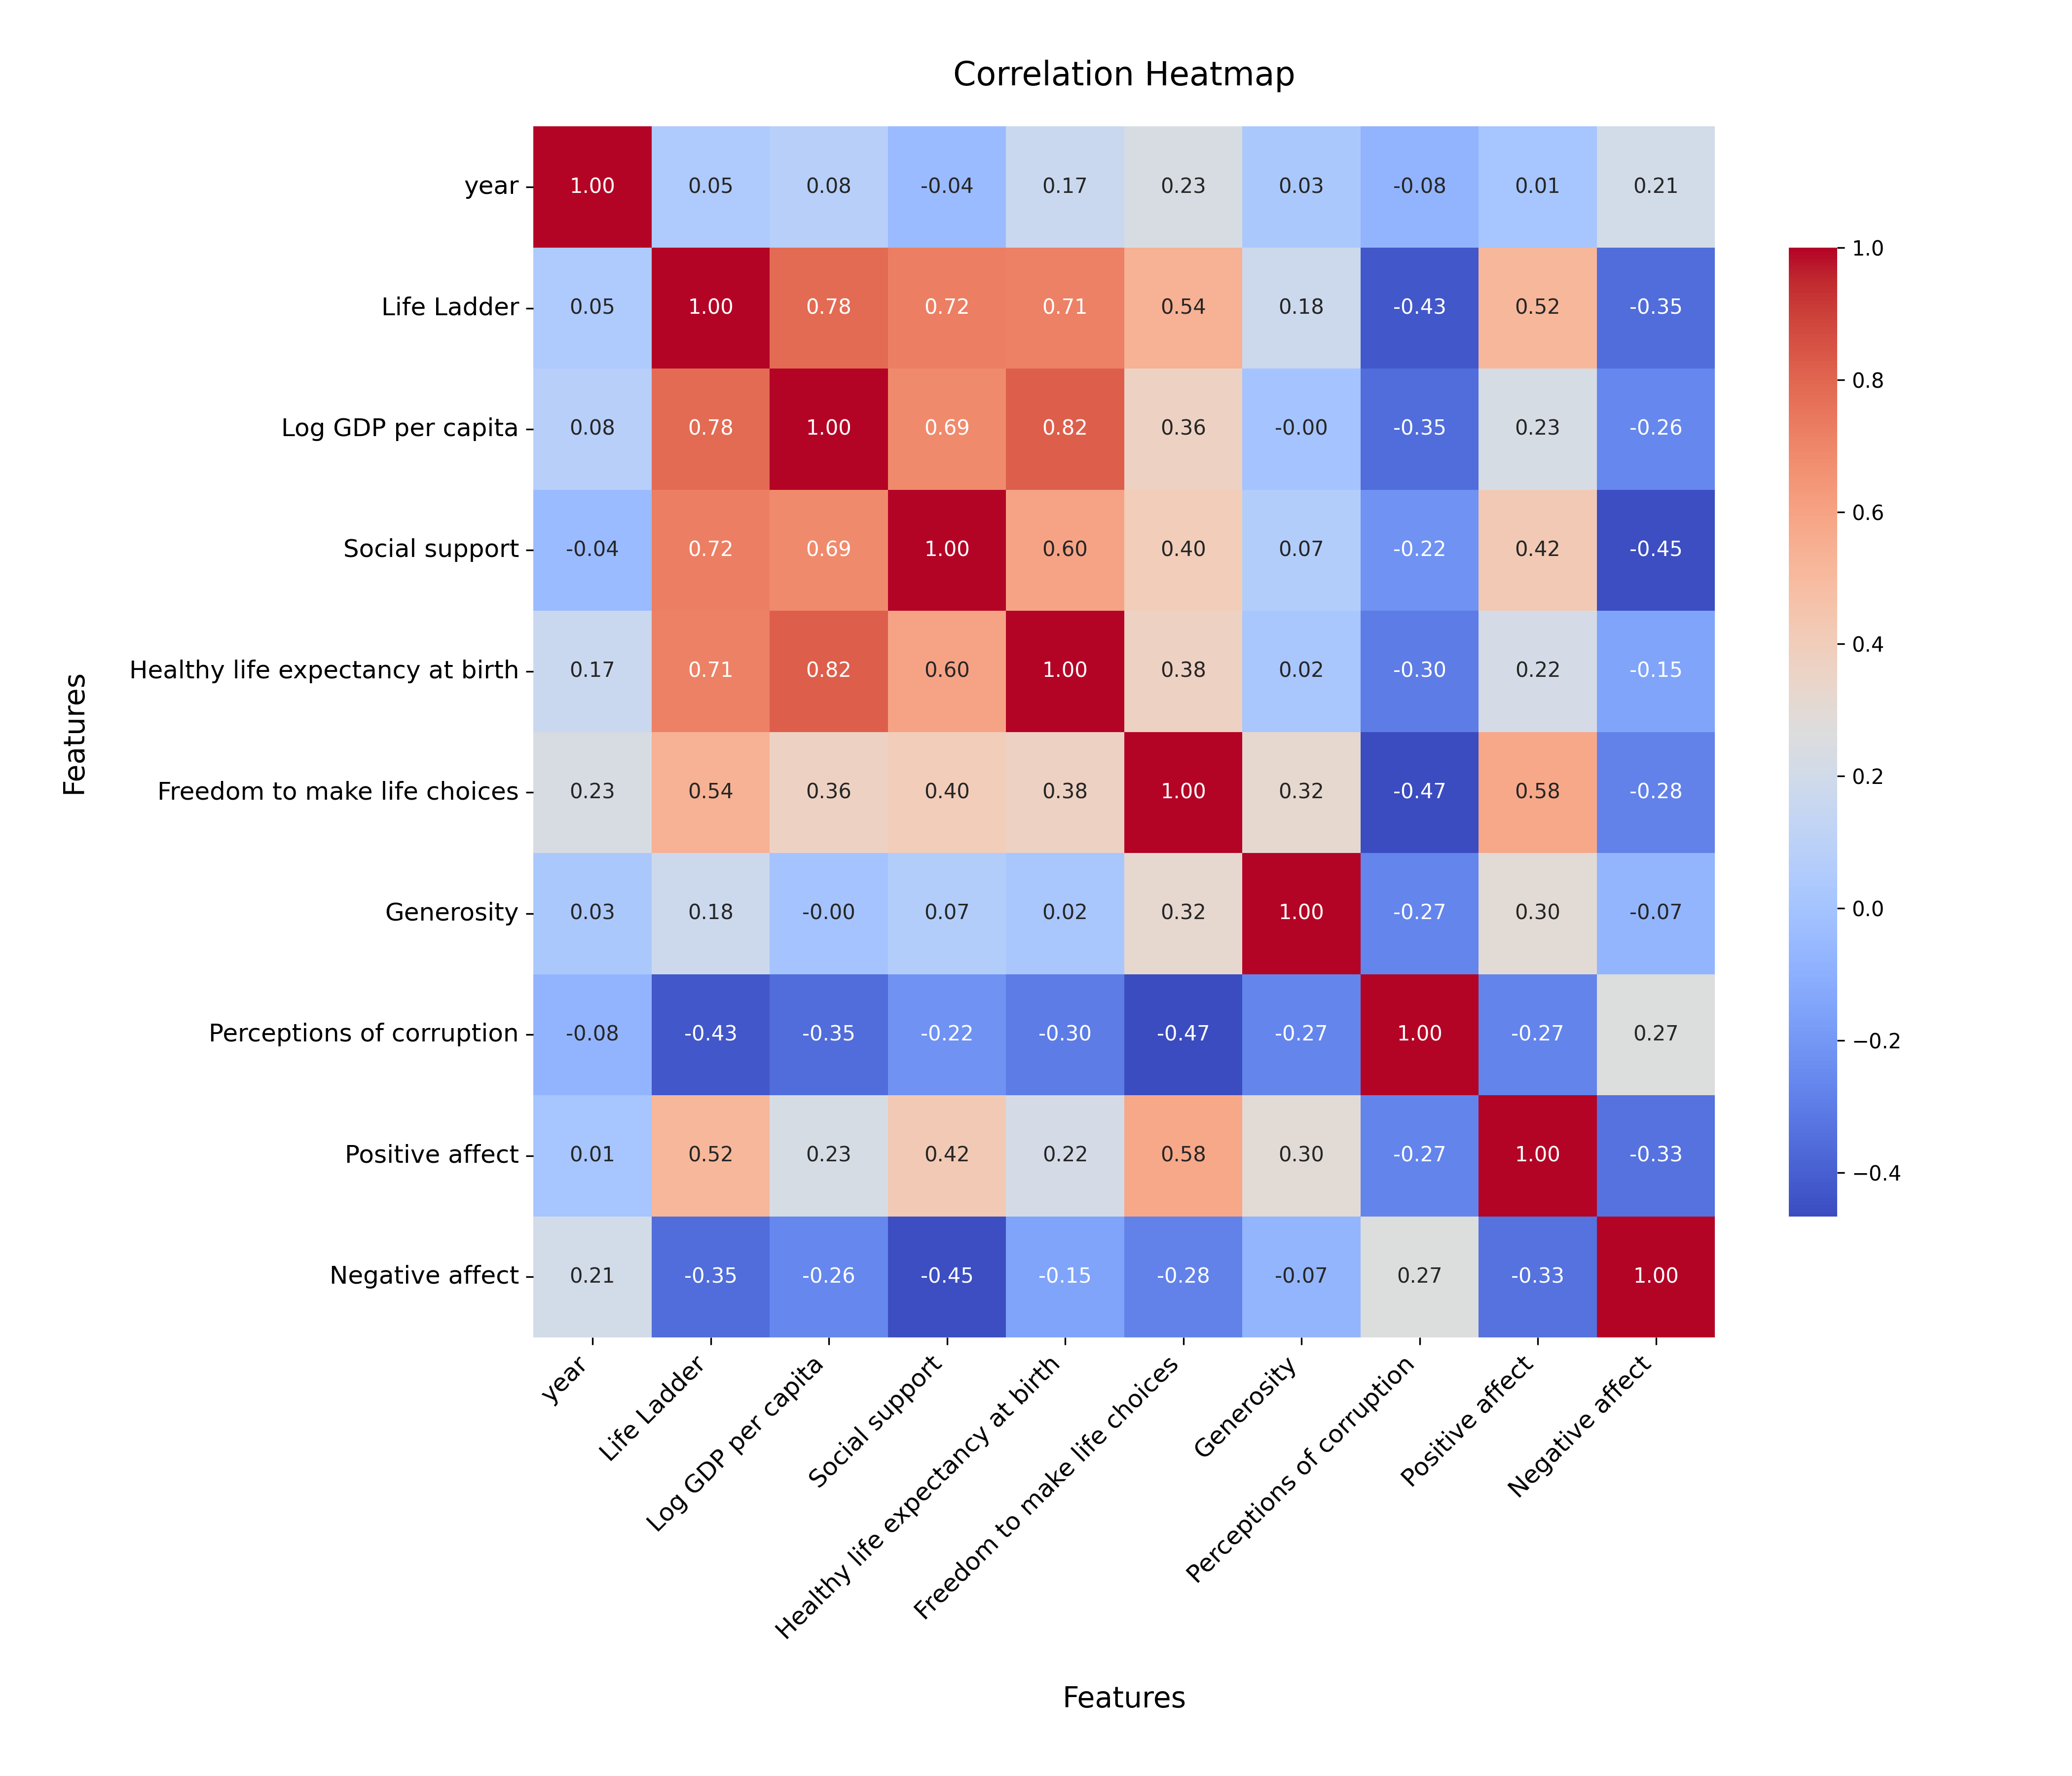 Correlation Heatmap
Features
year 1.00 0.05 0.08 -0.04 0.17 0.23 0.03 -0.08 0.01 0.21
Life Ladder 0.05 1.00 0.78 0.72 0.71 0.54 0.18 -0.43 0.52 -0.35
Log GDP per capita 0.08 0.78 1.00 0.69 0.82 0.36 -0.00 -0.35 0.23 -0.26
Social support -0.04 0.72 0.69 1.00 0.60 0.40 0.07 -0.22 0.42 -0.45
Healthy life expectancy at birth 0.17 0.71 0.82 0.60 1.00 0.38 0.02 -0.30 0.22 -0.15
Freedom to make life choices 0.23 0.54 0.36 0.40 0.38 1.00 0.32 -0.47 0.58 -0.28
Generosity 0.03 0.18 -0.00 0.07 0.02 0.32 1.00 -0.27 0.30 -0.07
Perceptions of corruption -0.08 -0.43 -0.35 -0.22 -0.30 -0.47 -0.27 1.00 -0.27 0.27
Positive affect 0.01 0.52 0.23 0.42 0.22 0.58 0.30 -0.27 1.00 -0.33
Negative affect 0.21 -0.35 -0.26 -0.45 -0.15 -0.28 -0.07 0.27 -0.33 1.00
year
Life Ladder
Log GDP per capita
Social support
Healthy life expectancy at birth
Freedom to make life choices
Generosity
Perceptions of corruption
Positive affect
Negative affect
Features
1.0
0.8
0.6
0.4
0.2
0.0
−0.2
−0.4